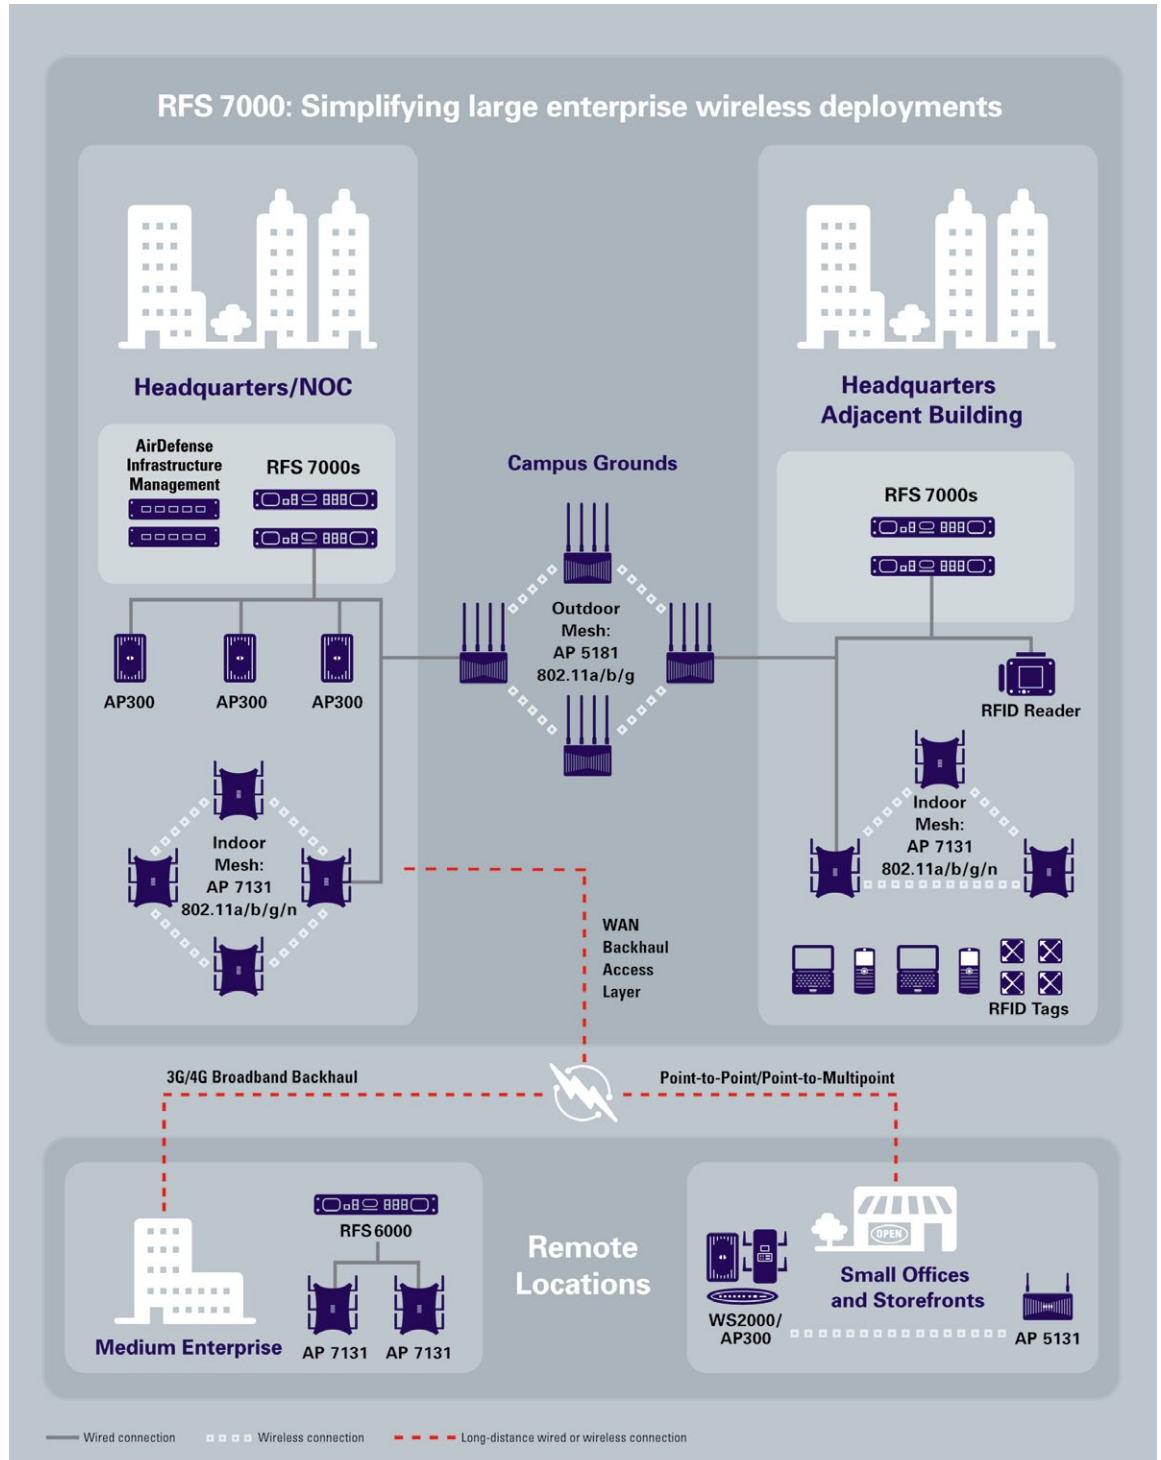 RFS 7000: Simplifying large enterprise wireless deployments
Headquarters/NOC
AirDefense
Infrastructure
Management
RFS 7000s
AP300
AP300
AP300
Indoor
Mesh:
AP 7131
802.11a/b/g/n
Campus Grounds
Outdoor
Mesh:
AP 5181
802.11a/b/g
Headquarters
Adjacent Building
RFS 7000s
RFID Reader
Indoor
Mesh:
AP 7131
802.11a/b/g/n
RFID Tags
WAN
Backhaul
Access
Layer
3G/4G Broadband Backhaul
Point-to-Point/Point-to-Multipoint
RFS6000
Medium Enterprise
AP 7131
AP 7131
Remote
Locations
OPEN
Small Offices
and Storefronts
WS2000/
AP300
AP 5131
Wired connection
Wireless connection
Long-distance wired or wireless connection